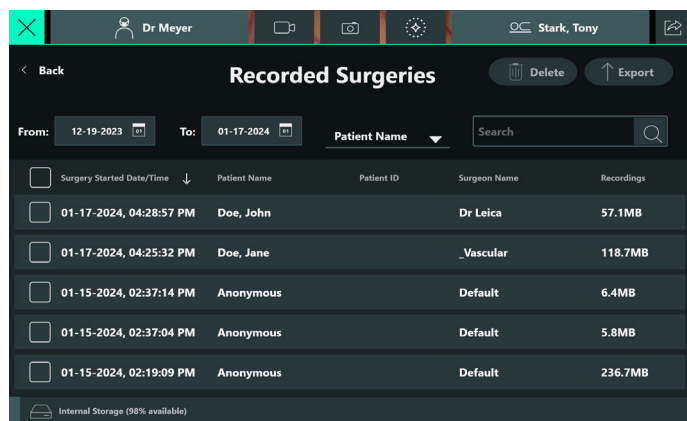 Dr Meyer
Stark, Tony
Back
Recorded Surgeries
Delete
Export
From: 12-19-2023 01 To: 01-17-2024 01 Patient Name Search
Surgery Started Date/Time Patient Name Patient ID Surgeon Name Recordings
01-17-2024, 04:28:57 PM Doe, John Dr Leica 57.1MB
01-17-2024, 04:25:32 PM Doe, Jane _Vascular 118.7MB
01-15-2024, 02:37:14 PM Anonymous Default 6.4MB
01-15-2024, 02:37:04 PM Anonymous Default 5.8MB
01-15-2024, 02:19:09 PM Anonymous Default 236.7MB
Internal Storage (98% available)